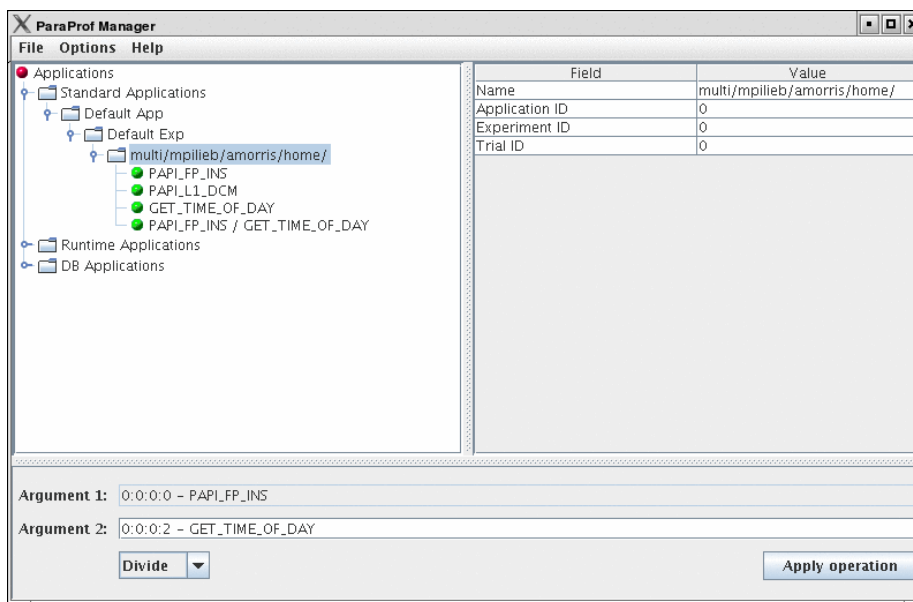 ParaProf Manager
File Options Help
Applications
Standard Applications
Default App
Default Exp
multi/mpilieb/amorris/home/
PAPI_FP_INS
PAPI_L1_DCM
GET_TIME_OF_DAY
PAPI_FP_INS / GET_TIME_OF_DAY
Runtime Applications
DB Applications
Field Value
Name multi/mpilieb/amorris/home/
Application ID 0
Experiment ID 0
Trial ID 0
Argument 1: 0:0:0:0 - PAPI_FP_INS
Argument 2: 0:0:0:2 - GET_TIME_OF_DAY
Divide
Apply operation